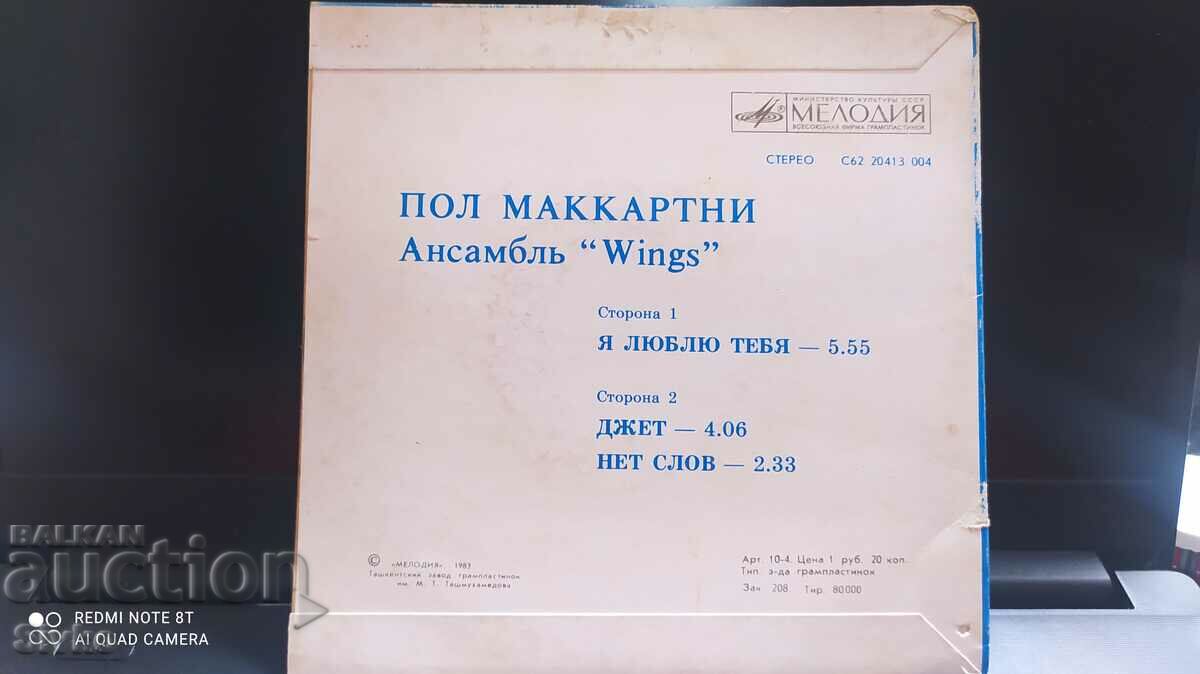 МИНИСТЕРСТВО КУЛЬТУРЫ СССР
МЕЛОДИЯ
ВСЕСОЮЗНАЯ ФИРМА ГРАМПЛАСТИНОК
СТЕРЕО С62 20413 004
ПОЛ МАККАРТНИ
Ансамбль “Wings”
Сторона 1
Я ЛЮБЛЮ ТЕБЯ — 5.55
Сторона 2
ДЖЕТ — 4.06
НЕТ СЛОВ — 2.33
© «МЕЛОДИЯ», 1983
Ташкентский завод грампластинок
им. М. Т. Ташмухамедова
Арт. 10-4. Цена 1 руб. 20 коп.
Тип. з-да грампластинок
Зак. 208. Тир. 80000
BALKAN
auction
REDMI NOTE 8T
AI QUAD CAMERA